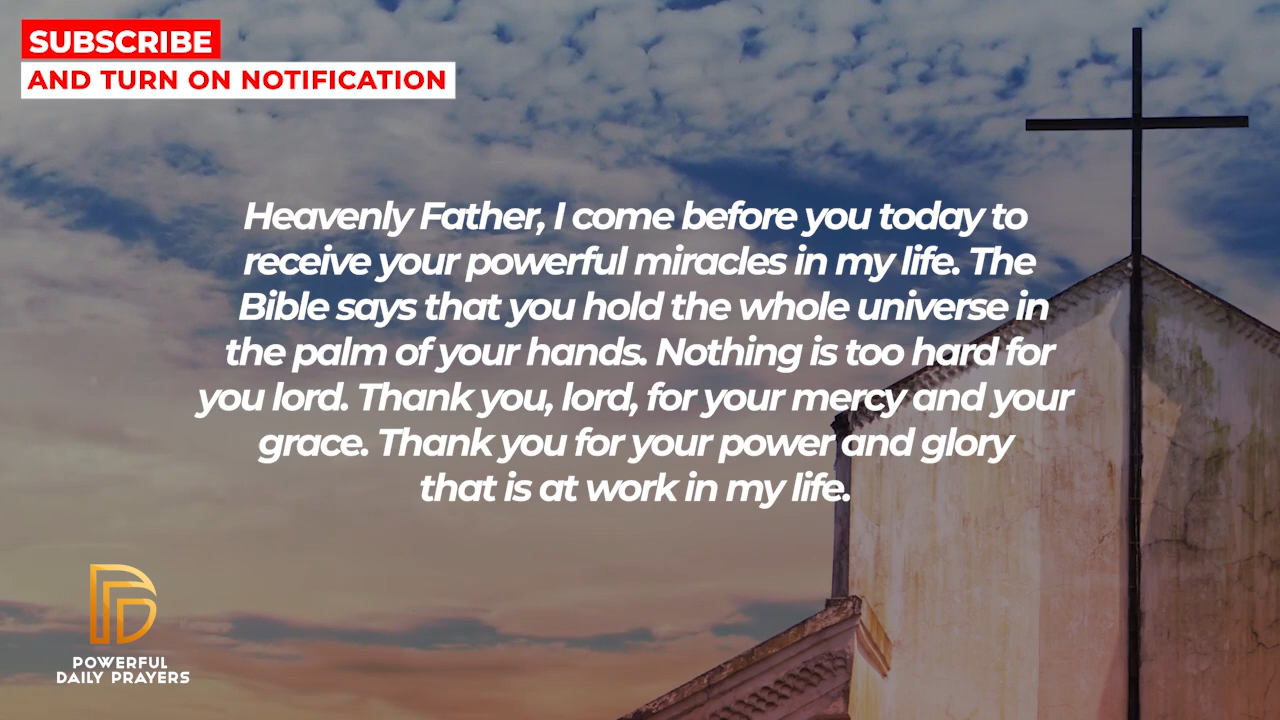 SUBSCRIBE
AND TURN ON NOTIFICATION
Heavenly Father, I come before you today to
receive your powerful miracles in my life. The
Bible says that you hold the whole universe in
the palm of your hands. Nothing is too hard for
you lord. Thank you, lord, for your mercy and your
grace. Thank you for your power and glory
that is at work in my life.
POWERFUL
DAILY PRAYERS